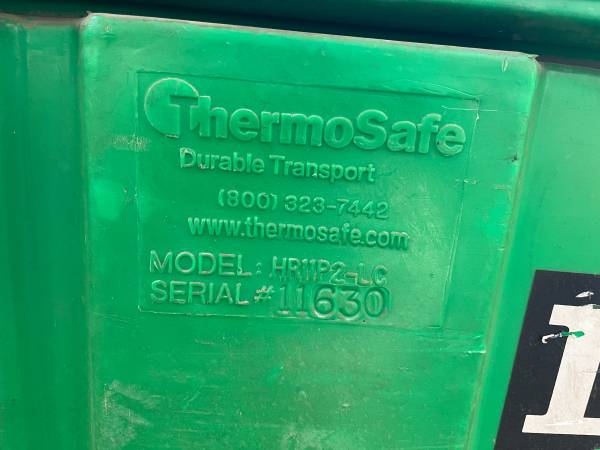 ThermoSafe
Durable Transport
(800) 323-7442
www.thermosafe.com
MODEL: HR11P2-LC
SERIAL# 11630